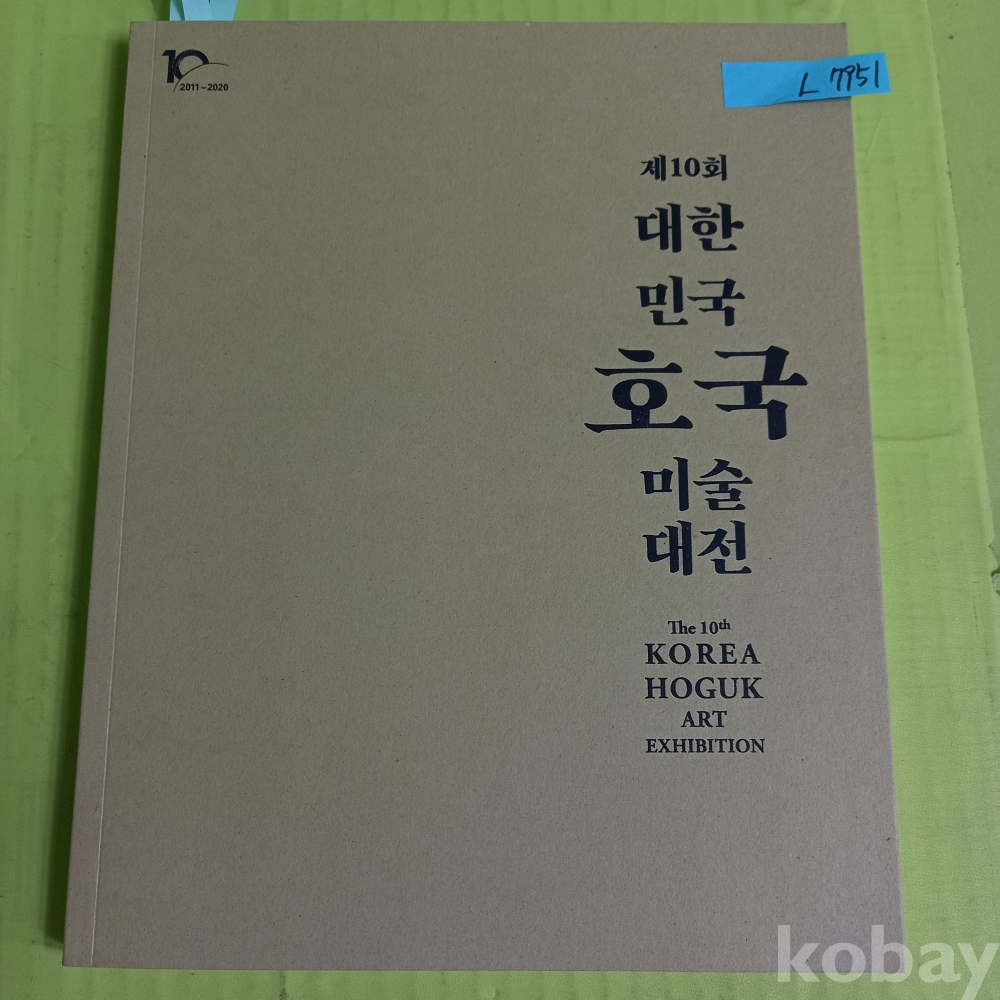 10
2011~2020
L 7951
제10회
대한
민국
호국
미술
대전
The 10th
KOREA
HOGUK
ART
EXHIBITION
kobay